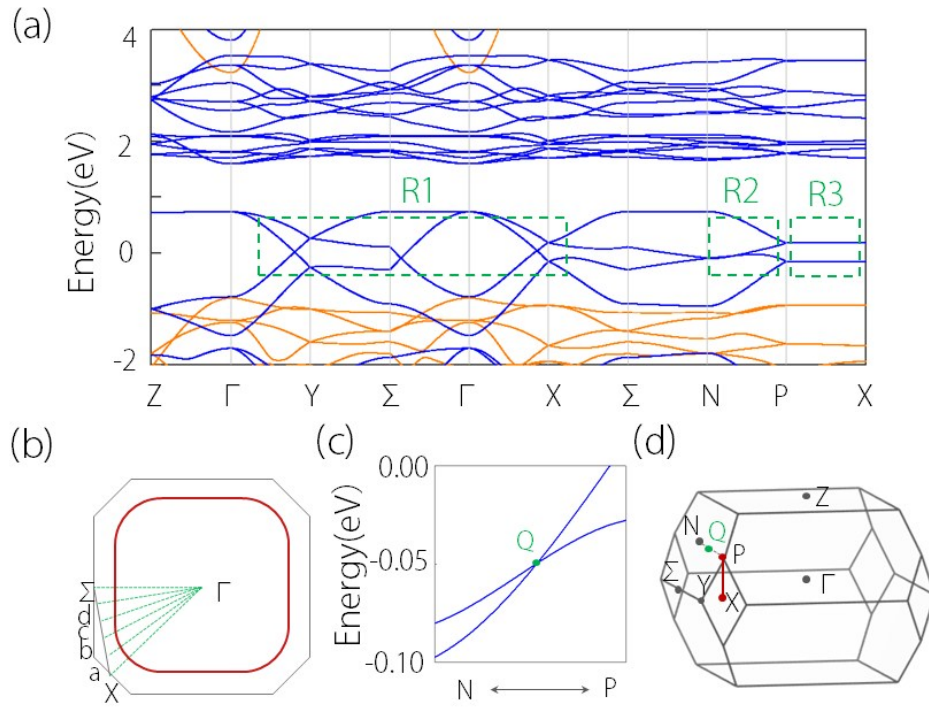 (a)
Energy(eV)
4
2
0
-2
R1
R2
R3
Z Γ Y Σ Γ X Σ N P X
(b)
Σ
d
c
b
a
X
Γ
(c)
Energy(eV)
0.00
-0.05
-0.10
Q
N P
(d)
Z
N
Q
P
Σ
Y
X
Γ